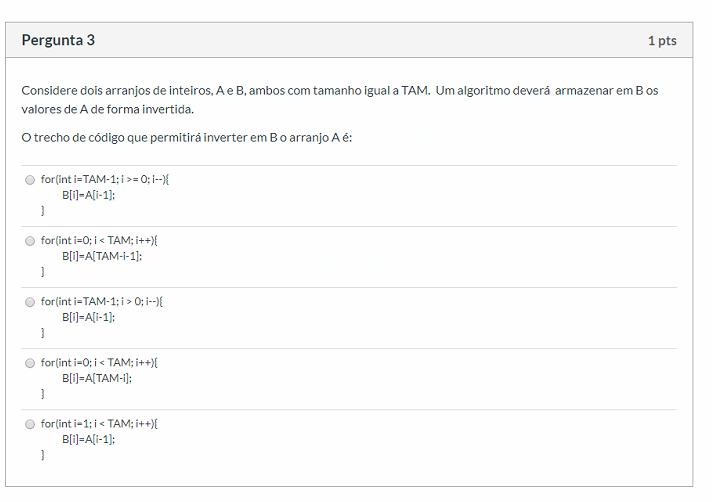 Pergunta 3
1 pts
Considere dois arranjos de inteiros, A e B, ambos com tamanho igual a TAM. Um algoritmo deverá armazenar em B os
valores de A de forma invertida.
O trecho de código que permitirá inverter em B o arranjo A é:
for(int i=TAM-1; i >= 0; i--){
B[i]=A[i-1];
}
for(int i=0; i < TAM; i++){
B[i]=A[TAM-i-1];
}
for(int i=TAM-1; i > 0; i--){
B[i]=A[i-1];
}
for(int i=0; i < TAM; i++){
B[i]=A[TAM-i];
}
for(int i=1; i < TAM; i++){
B[i]=A[i-1];
}